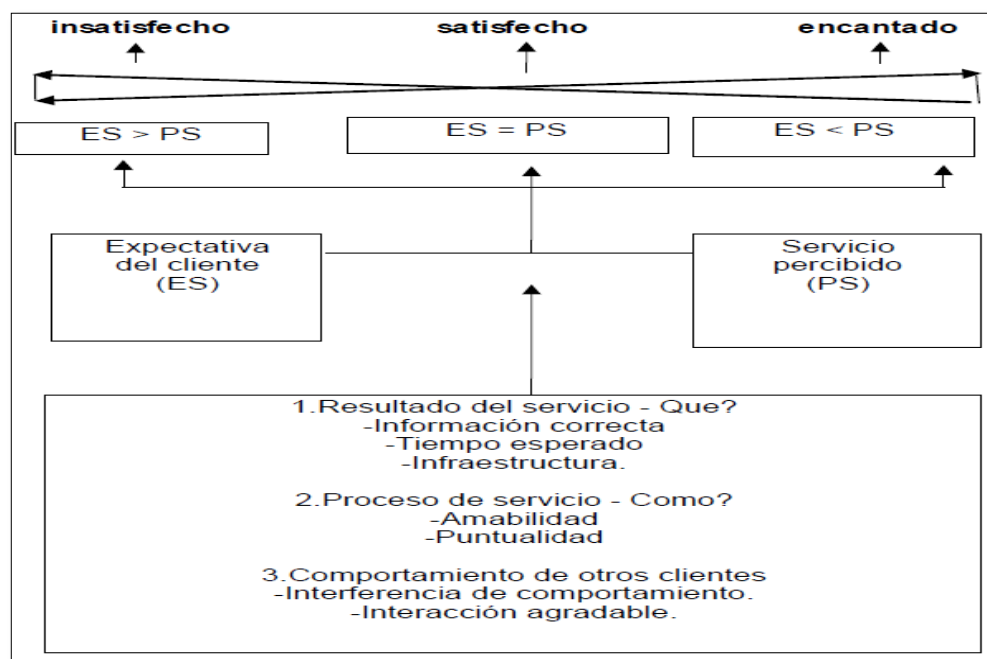 insatisfecho satisfecho encantado
ES > PS ES = PS ES < PS
Expectativa
del cliente
(ES)
Servicio
percibido
(PS)
1.Resultado del servicio - Que?
-Información correcta
-Tiempo esperado
-Infraestructura.
2.Proceso de servicio - Como?
-Amabilidad
-Puntualidad
3.Comportamiento de otros clientes
-Interferencia de comportamiento.
-Interacción agradable.